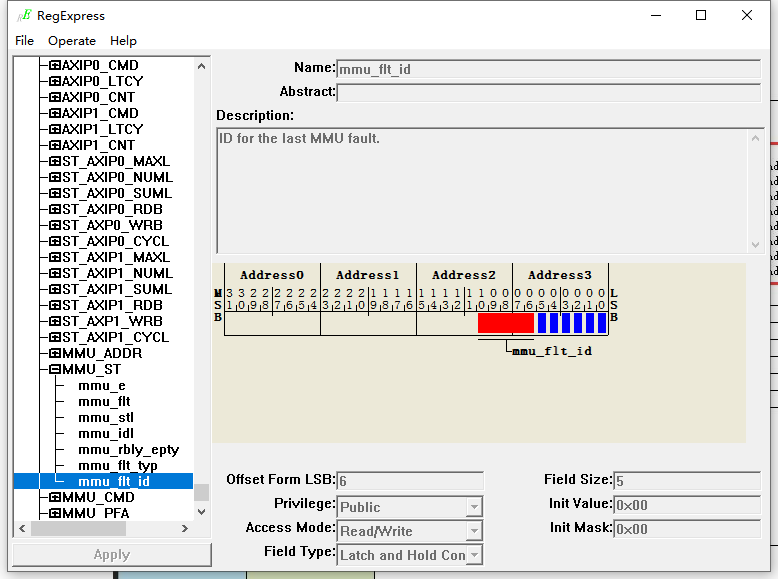 RegExpress
File Operate Help
AXIP0_CMD
AXIP0_LTCY
AXIP0_CNT
AXIP1_CMD
AXIP1_LTCY
AXIP1_CNT
ST_AXIP0_MAXL
ST_AXIP0_NUML
ST_AXIP0_SUML
ST_AXIP0_RDB
ST_AXP0_WRB
ST_AXIP0_CYCL
ST_AXIP1_MAXL
ST_AXIP1_NUML
ST_AXIP1_SUML
ST_AXIP1_RDB
ST_AXIP1_WRB
ST_AXIP1_CYCL
MMU_ADDR
MMU_ST
mmu_e
mmu_flt
mmu_stl
mmu_idl
mmu_rbly_epty
mmu_flt_typ
mmu_flt_id
MMU_CMD
MMU_PFA
Apply
Name: mmu_flt_id
Abstract:
Description:
ID for the last MMU fault.
Address0 Address1 Address2 Address3
M 3 3 2 2 2 2 2 2 2 2 2 2 1 1 1 1 1 1 1 1 1 1 0 0 0 0 0 0 0 0 0 0 L
S 1 0 9 8 7 6 5 4 3 2 1 0 9 8 7 6 5 4 3 2 1 0 9 8 7 6 5 4 3 2 1 0 S
B B
mmu_flt_id
Offset Form LSB: 6
Field Size: 5
Privilege: Public
Init Value: 0x00
Access Mode: Read/Write
Init Mask: 0x00
Field Type: Latch and Hold Con